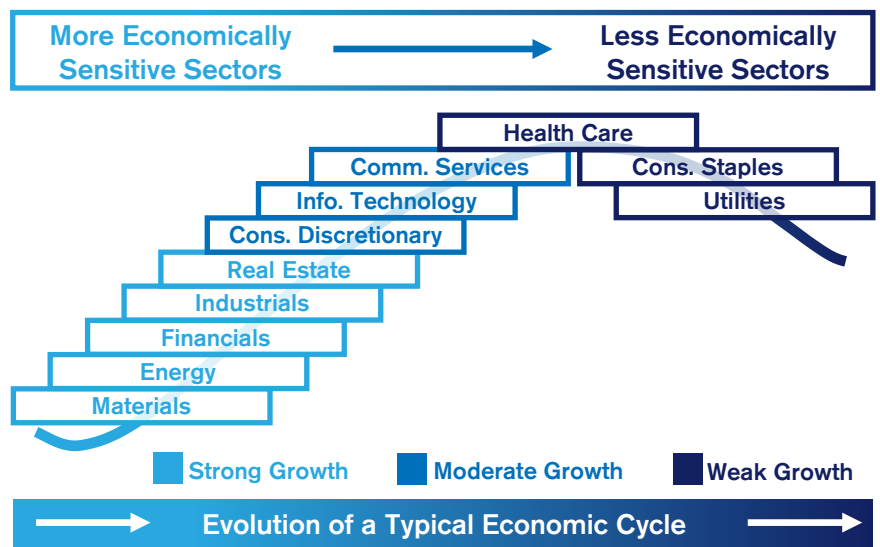 More Economically
Sensitive Sectors
Less Economically
Sensitive Sectors
Health Care
Comm. Services
Cons. Staples
Info. Technology
Utilities
Cons. Discretionary
Real Estate
Industrials
Financials
Energy
Materials
Strong Growth
Moderate Growth
Weak Growth
Evolution of a Typical Economic Cycle